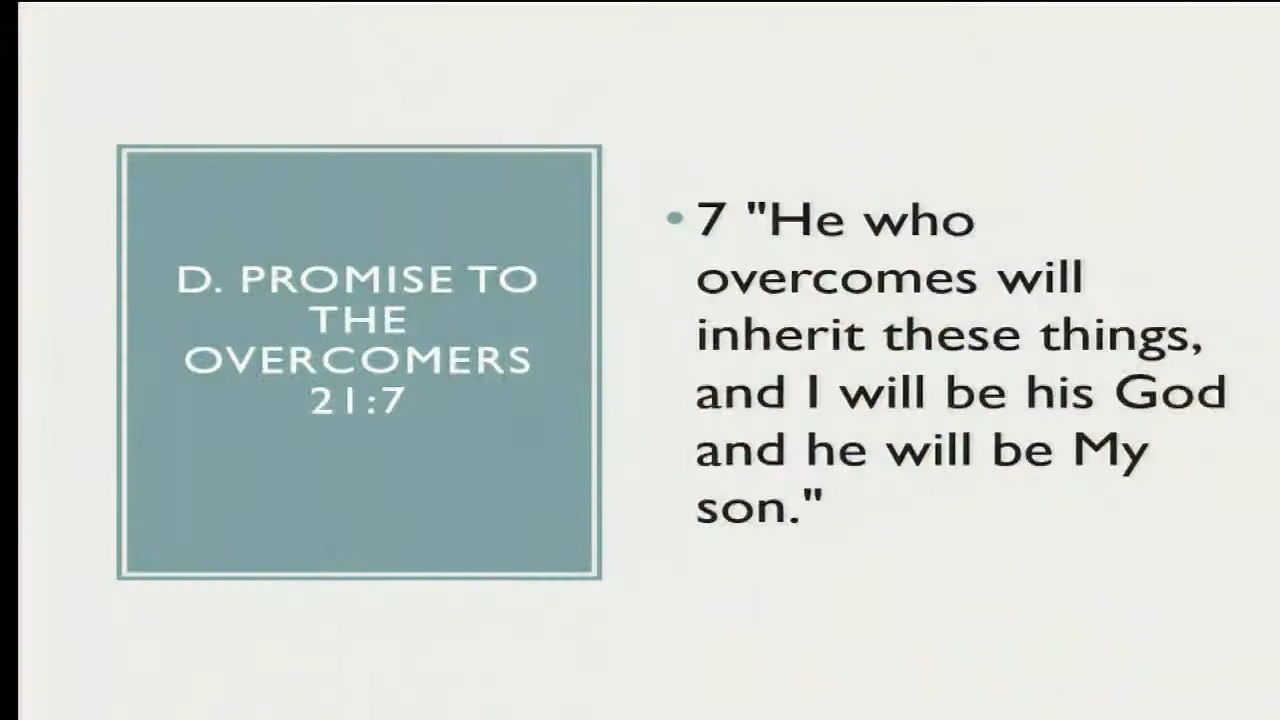 D. PROMISE TO
THE
OVERCOMERS
21:7
• 7 "He who
overcomes will
inherit these things,
and I will be his God
and he will be My
son."